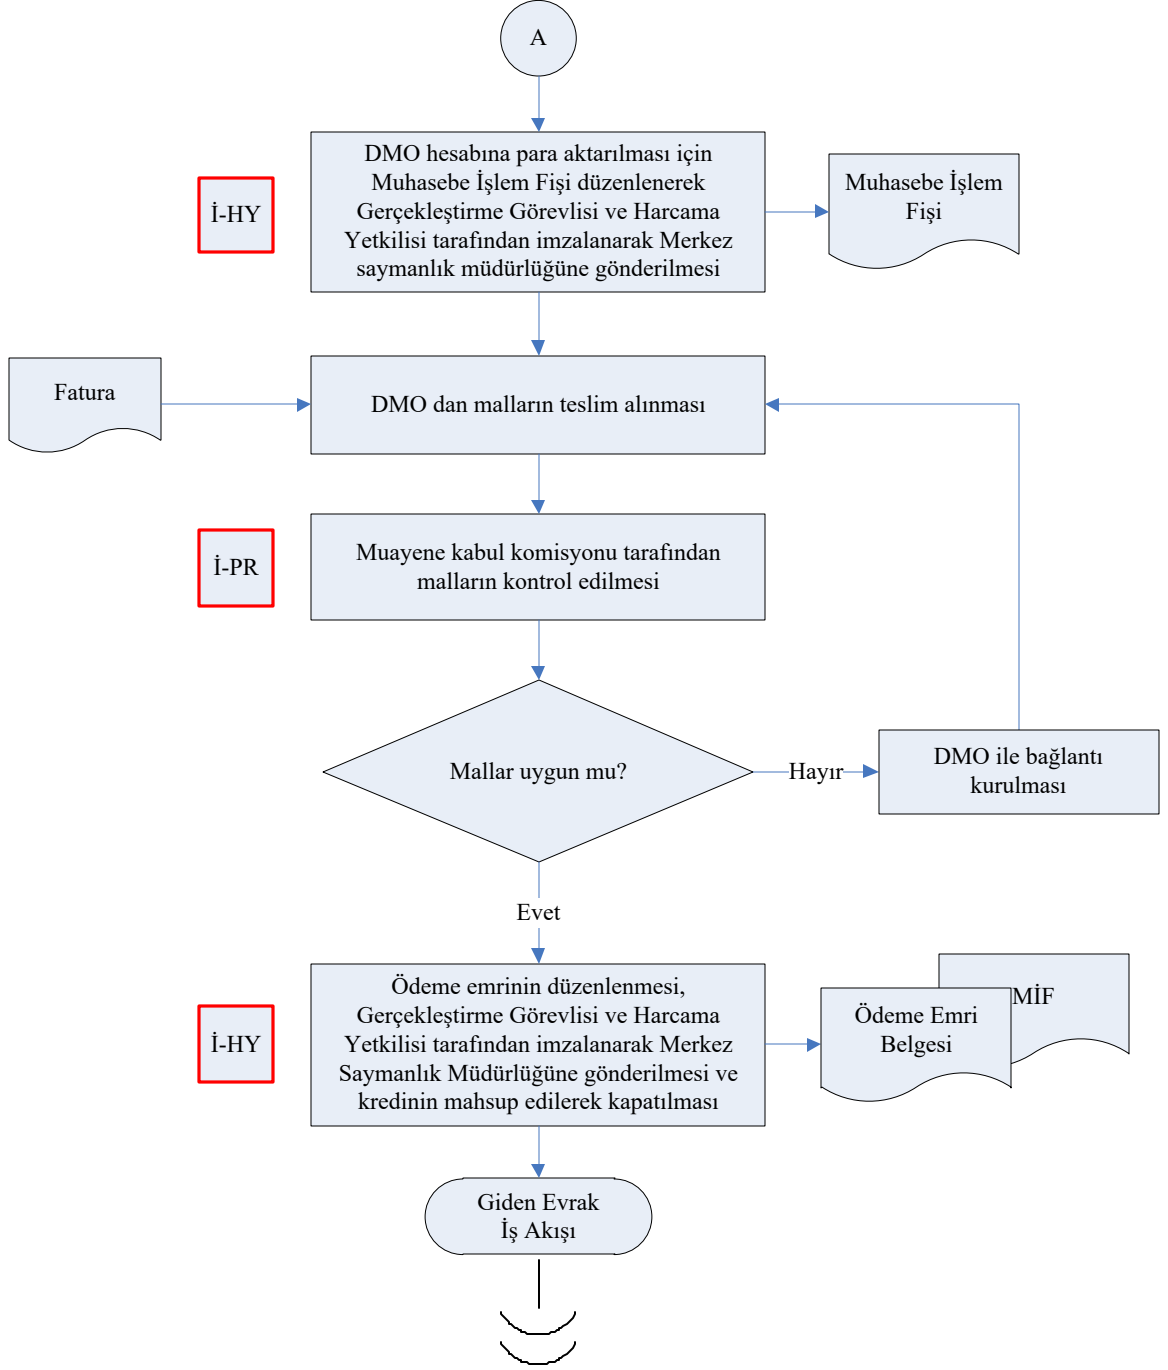 A
DMO hesabına para aktarılması için
Muhasebe İşlem Fişi düzenlenerek
Gerçekleştirme Görevlisi ve Harcama
Yetkilisi tarafından imzalanarak Merkez
saymanlık müdürlüğüne gönderilmesi
İ-HY
Muhasebe İşlem
Fişi
Fatura
DMO dan malların teslim alınması
İ-PR
Muayene kabul komisyonu tarafından
malların kontrol edilmesi
Mallar uygun mu?
Hayır
DMO ile bağlantı
kurulması
Evet
İ-HY
Ödeme emrinin düzenlenmesi,
Gerçekleştirme Görevlisi ve Harcama
Yetkilisi tarafından imzalanarak Merkez
Saymanlık Müdürlüğüne gönderilmesi ve
kredinin mahsup edilerek kapatılması
MİF
Ödeme Emri
Belgesi
Giden Evrak
İş Akışı